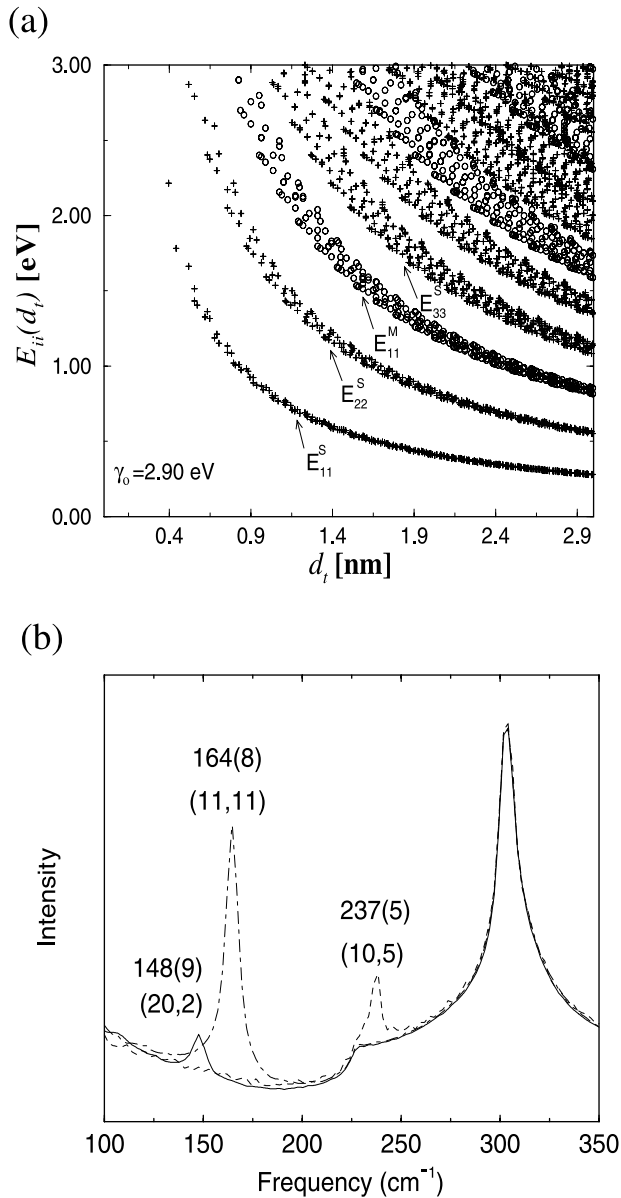 (a)
3.00
2.00
1.00
0.00
E_ii(d_t) [eV]
E^S_33
E^M_11
E^S_22
E^S_11
γ₀=2.90 eV
0.4 0.9 1.4 1.9 2.4 2.9
d_t [nm]
(b)
Intensity
164(8)
(11,11)
237(5)
(10,5)
148(9)
(20,2)
100 150 200 250 300 350
Frequency (cm⁻¹)